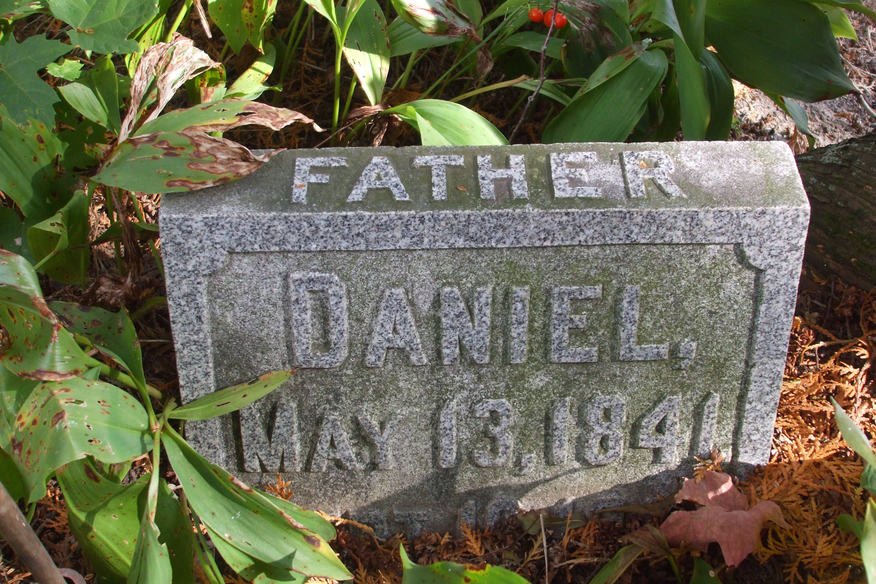 FATHER
DANIEL,
MAY 13, 1841